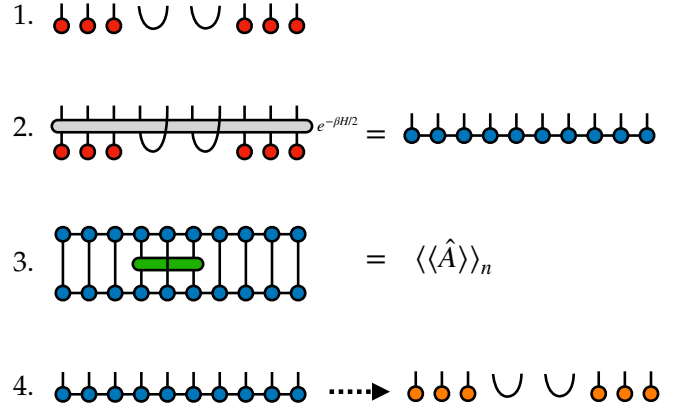 1.
2. e^{-βH/2} =
3. = ⟨⟨Â⟩⟩_n
4.